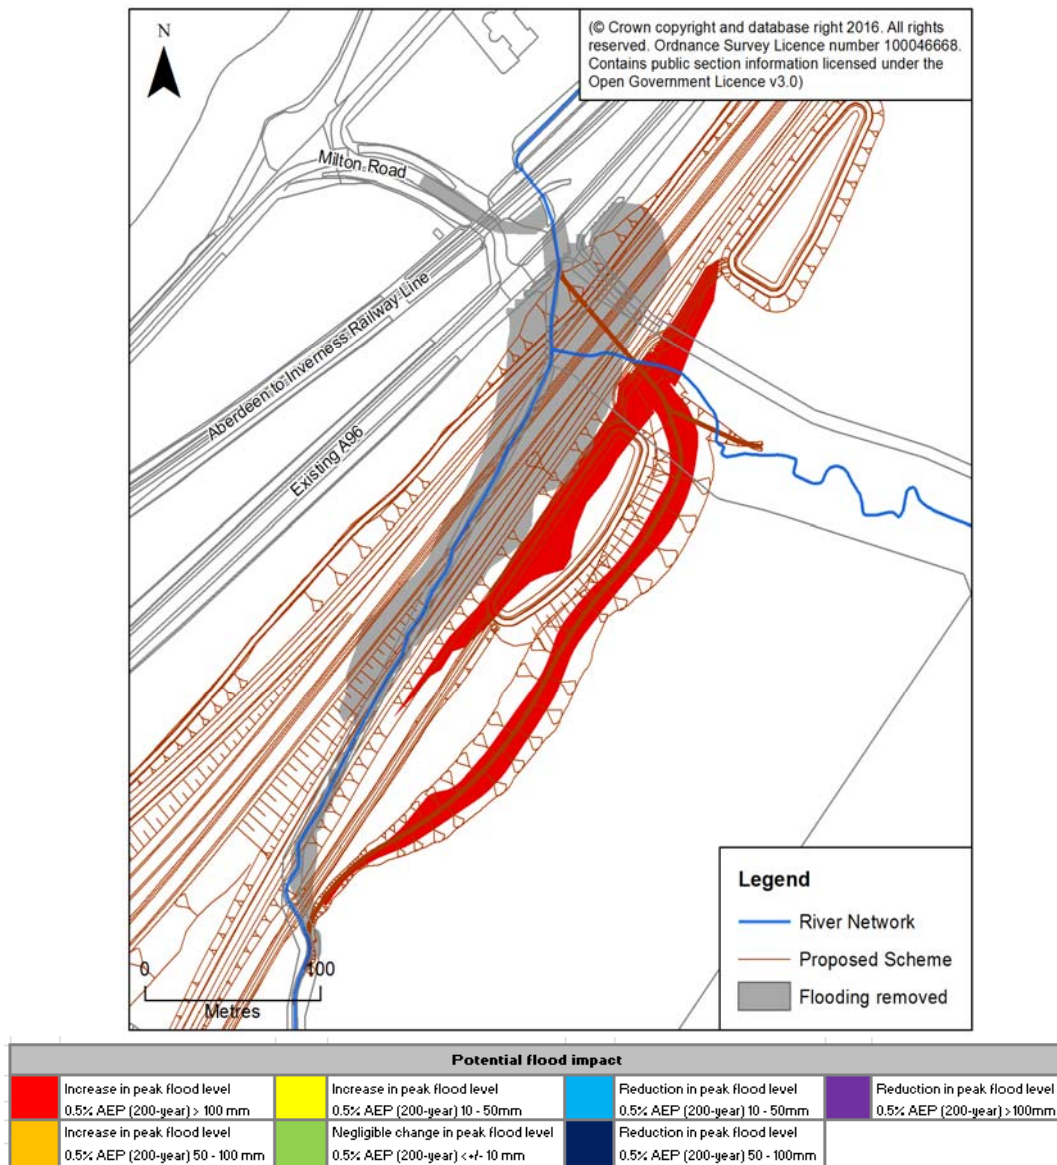 (© Crown copyright and database right 2016. All rights
reserved. Ordnance Survey Licence number 100046668.
Contains public section information licensed under the
Open Government Licence v3.0)
N
Milton Road
Aberdeen to Inverness Railway Line
Existing A96
Legend
River Network
Proposed Scheme
Flooding removed
0 100
Metres
Potential flood impact
Increase in peak flood level
0.5% AEP (200-year) > 100 mm
Increase in peak flood level
0.5% AEP (200-year) 10 - 50mm
Reduction in peak flood level
0.5% AEP (200-year) 10 - 50mm
Reduction in peak flood level
0.5% AEP (200-year) >100mm
Increase in peak flood level
0.5% AEP (200-year) 50 - 100 mm
Negligible change in peak flood level
0.5% AEP (200-year) <+/- 10 mm
Reduction in peak flood level
0.5% AEP (200-year) 50 - 100mm